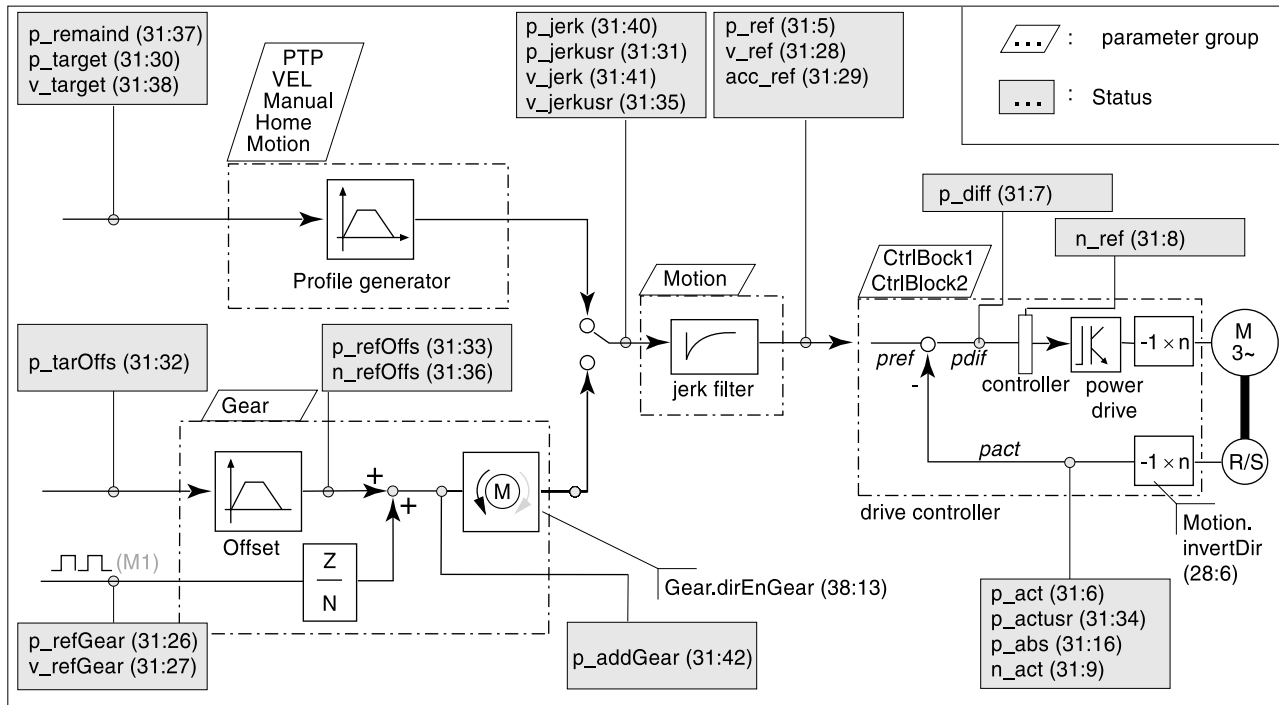 p_remaind (31:37)
p_target (31:30)
v_target (31:38)
PTP
VEL
Manual
Home
Motion
p_jerk (31:40)
p_jerkusr (31:31)
v_jerk (31:41)
v_jerkusr (31:35)
p_ref (31:5)
v_ref (31:28)
acc_ref (31:29)
... : parameter group
... : Status
Profile generator
p_diff (31:7)
n_ref (31:8)
Motion
jerk filter
CtrlBock1
CtrlBlock2
pref
-
pdif
controller
power
drive
-1 × n
M
3~
pact
-1 × n
R/S
drive controller
Motion.
invertDir
(28:6)
p_tarOffs (31:32)
p_refOffs (31:33)
n_refOffs (31:36)
Gear
Offset
+
+
M
(M1)
Z
N
Gear.dirEnGear (38:13)
p_refGear (31:26)
v_refGear (31:27)
p_addGear (31:42)
p_act (31:6)
p_actusr (31:34)
p_abs (31:16)
n_act (31:9)